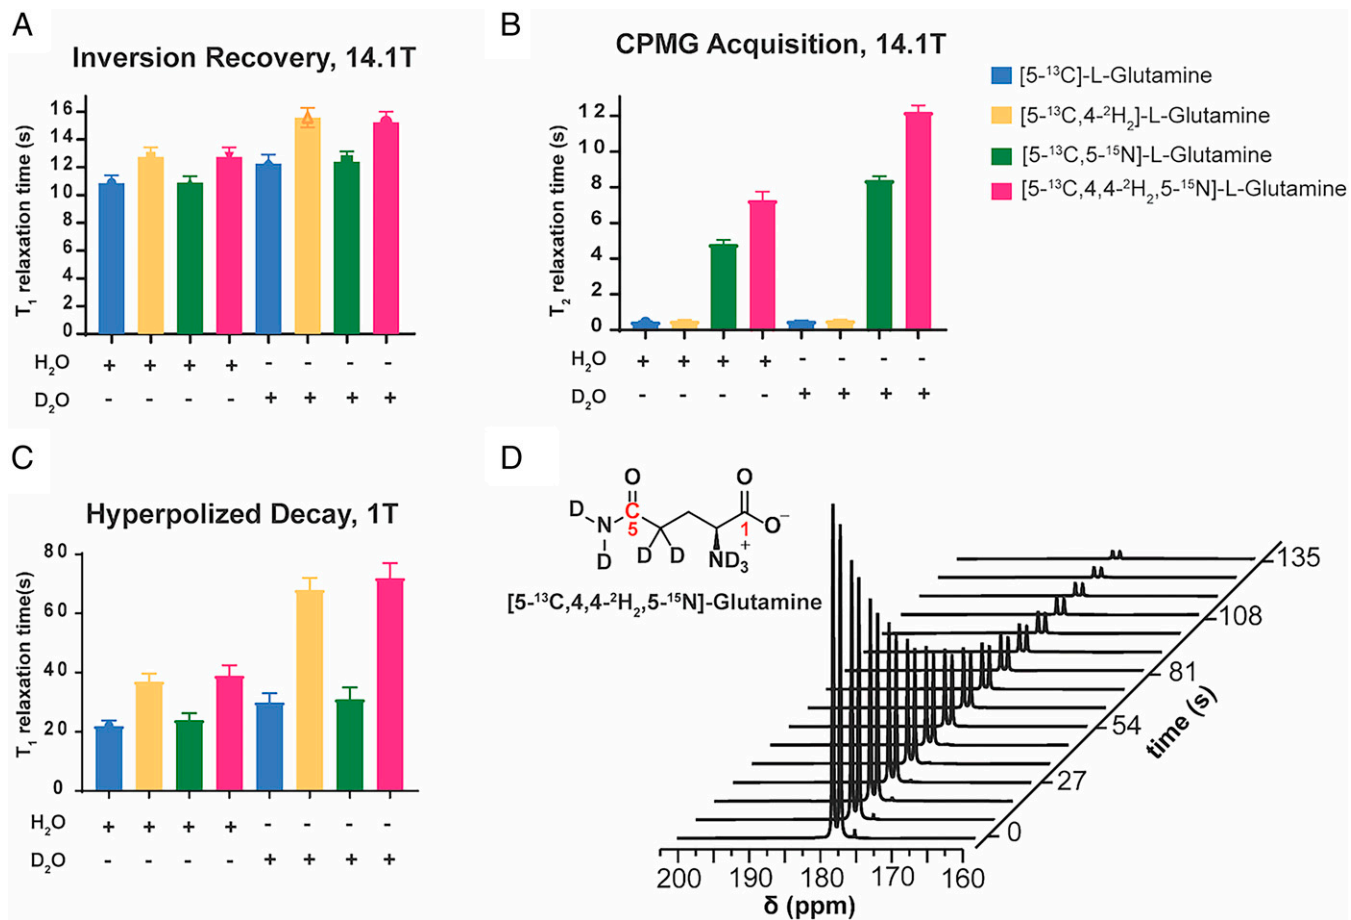 A
Inversion Recovery, 14.1T
T₁ relaxation time (s)
16
14
12
10
8
6
4
2
0
H₂O + + + + - - - -
D₂O - - - - + + + +
B
CPMG Acquisition, 14.1T
T₂ relaxation time (s)
12
10
8
6
4
2
0
H₂O + + + + - - - -
D₂O - - - - + + + +
[5-¹³C]-L-Glutamine
[5-¹³C,4-²H₂]-L-Glutamine
[5-¹³C,5-¹⁵N]-L-Glutamine
[5-¹³C,4,4-²H₂,5-¹⁵N]-L-Glutamine
C
Hyperpolized Decay, 1T
T₁ relaxation time(s)
80
60
40
20
0
H₂O + + + + - - - -
D₂O - - - - + + + +
D
O O
D C
N 5 1 O⁻
D D D ND₃ +
[5-¹³C,4,4-²H₂,5-¹⁵N]-Glutamine
135
108
81
54
27
0
time (s)
200 190 180 170 160
δ (ppm)